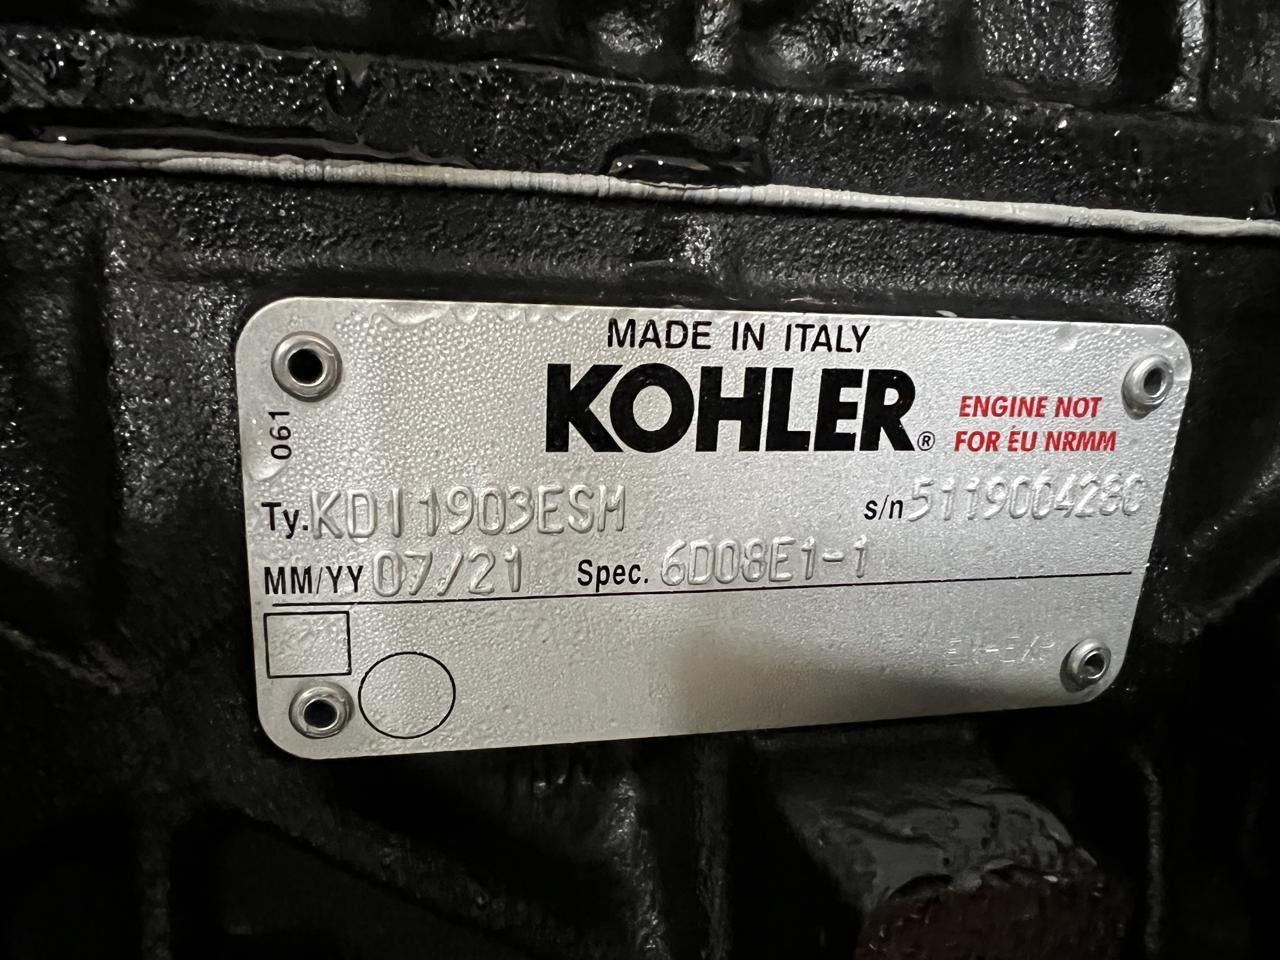 MADE IN ITALY
KOHLER®
ENGINE NOT
FOR EU NRMM
061
Ty. KDI1903ESM
s/n 5119004280
MM/YY 07/21 Spec. 6D08E1-1